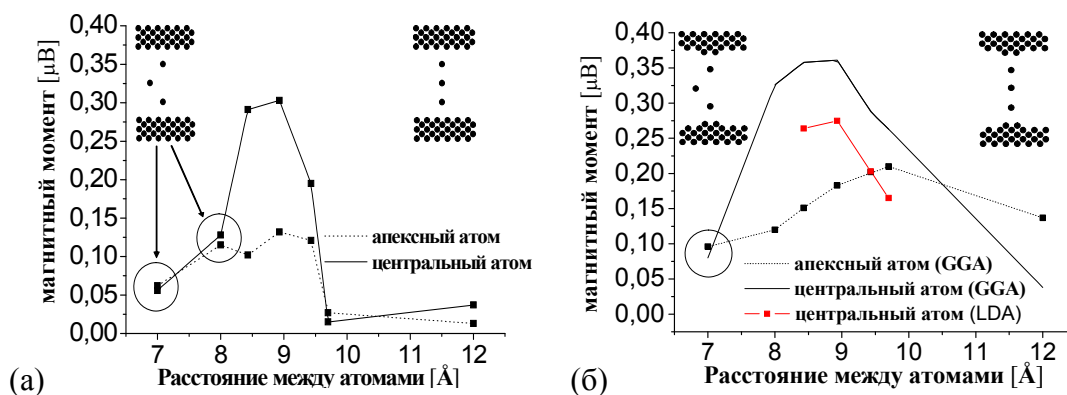 0,40
0,35
0,30
0,25
0,20
0,15
0,10
0,05
0,00
магнитный момент [μB]
апексный атом
центральный атом
7 8 9 10 11 12
Расстояние между атомами [Å]
(а)
0,40
0,35
0,30
0,25
0,20
0,15
0,10
0,05
0,00
магнитный момент [μB]
апексный атом (GGA)
центральный атом (GGA)
центральный атом (LDA)
7 8 9 10 11 12
Расстояние между атомами [Å]
(б)